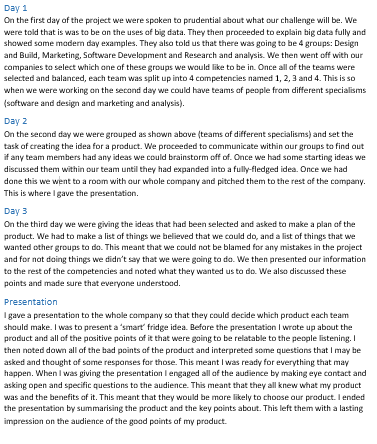 Day 1
On the first day of the project we were spoken to prudential about what our challenge will be. We
were told that is was to be on the uses of big data. They then proceeded to explain big data fully and
showed some modern day examples. They also told us that there was going to be 4 groups: Design
and Build, Marketing, Software Development and Research and analysis. We then went off with our
companies to select which one of these groups we would like to be in. Once all of the teams were
selected and balanced, each team was split up into 4 competencies named 1, 2, 3 and 4. This is so
when we were working on the second day we could have teams of people from different specialisms
(software and design and marketing and analysis).
Day 2
On the second day we were grouped as shown above (teams of different specialisms) and set the
task of creating the idea for a product. We proceeded to communicate within our groups to find out
if any team members had any ideas we could brainstorm off of. Once we had some starting ideas we
discussed them within our team until they had expanded into a fully-fledged idea. Once we had
done this we went to a room with our whole company and pitched them to the rest of the company.
This is where I gave the presentation.
Day 3
On the third day we were giving the ideas that had been selected and asked to make a plan of the
product. We had to make a list of things we believed that we could do, and a list of things that we
wanted other groups to do. This meant that we could not be blamed for any mistakes in the project
and for not doing things we didn't say that we were going to do. We then presented our information
to the rest of the competencies and noted what they wanted us to do. We also discussed these
points and made sure that everyone understood.
Presentation
I gave a presentation to the whole company so that they could decide which product each team
should make. I was to present a 'smart' fridge idea. Before the presentation I wrote up about the
product and all of the positive points of it that were going to be relatable to the people listening. I
then noted down all of the bad points of the product and interpreted some questions that I may be
asked and thought of some responses for those. This meant that I was ready for everything that may
happen. When I was giving the presentation I engaged all of the audience by making eye contact and
asking open and specific questions to the audience. This meant that they all knew what my product
was and the benefits of it. This meant that they would be more likely to choose our product. I ended
the presentation by summarising the product and the key points about. This left them with a lasting
impression on the audience of the good points of my product.